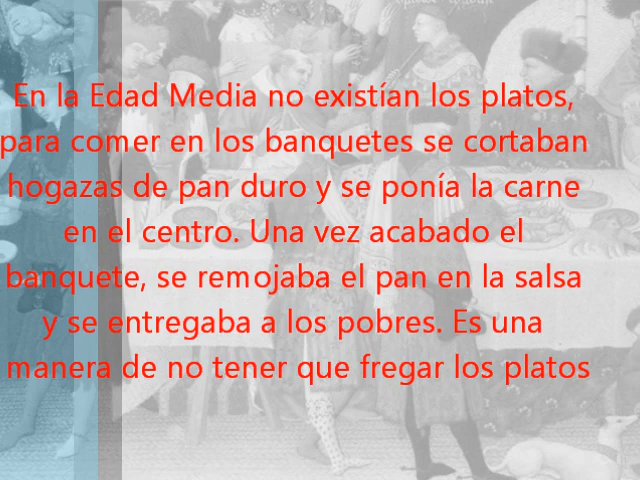 En la Edad Media no existían los platos,
para comer en los banquetes se cortaban
hogazas de pan duro y se ponía la carne
en el centro. Una vez acabado el
banquete, se remojaba el pan en la salsa
y se entregaba a los pobres. Es una
manera de no tener que fregar los platos